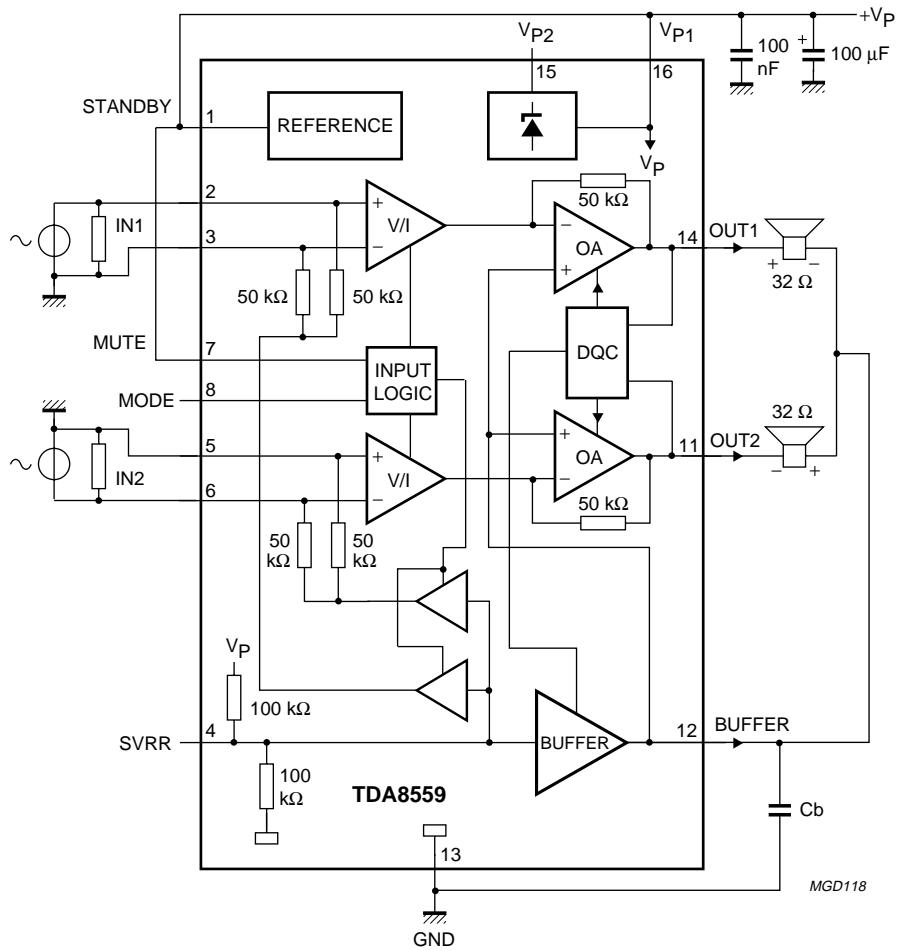 +VP
VP2
VP1
100 nF
+
100 µF
15
16
STANDBY
1
REFERENCE
VP
2
+
V/I
50 kΩ
IN1
−
OA
14
OUT1
3
−
+
+ −
32 Ω
50 kΩ
50 kΩ
MUTE
7
INPUT LOGIC
DQC
MODE
8
32 Ω
5
+
+
OA
11
OUT2
IN2
V/I
− +
6
−
−
50 kΩ
50 kΩ
50 kΩ
VP
100 kΩ
SVRR
4
BUFFER
12
BUFFER
100 kΩ
TDA8559
Cb
13
MGD118
GND